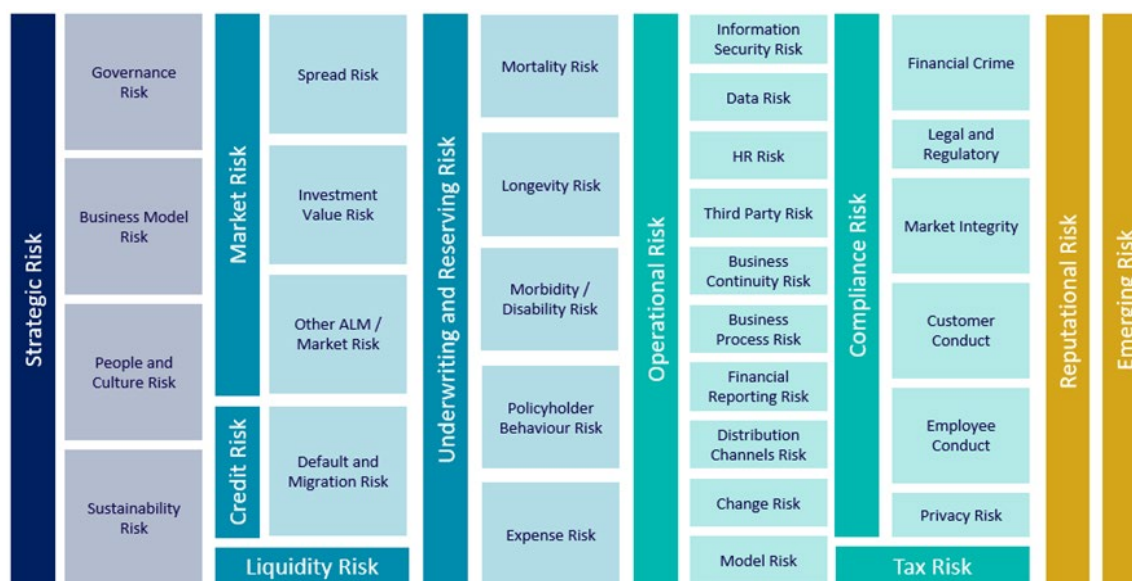 Strategic Risk
Governance
Risk
Business Model
Risk
People and
Culture Risk
Sustainability
Risk
Market Risk
Spread Risk
Investment
Value Risk
Other ALM /
Market Risk
Credit Risk
Default and
Migration Risk
Liquidity Risk
Underwriting and Reserving Risk
Mortality Risk
Longevity Risk
Morbidity /
Disability Risk
Policyholder
Behaviour Risk
Expense Risk
Operational Risk
Information
Security Risk
Data Risk
HR Risk
Third Party Risk
Business
Continuity Risk
Business
Process Risk
Financial
Reporting Risk
Distribution
Channels Risk
Change Risk
Model Risk
Compliance Risk
Financial Crime
Legal and
Regulatory
Market Integrity
Customer
Conduct
Employee
Conduct
Privacy Risk
Tax Risk
Reputational Risk
Emerging Risk